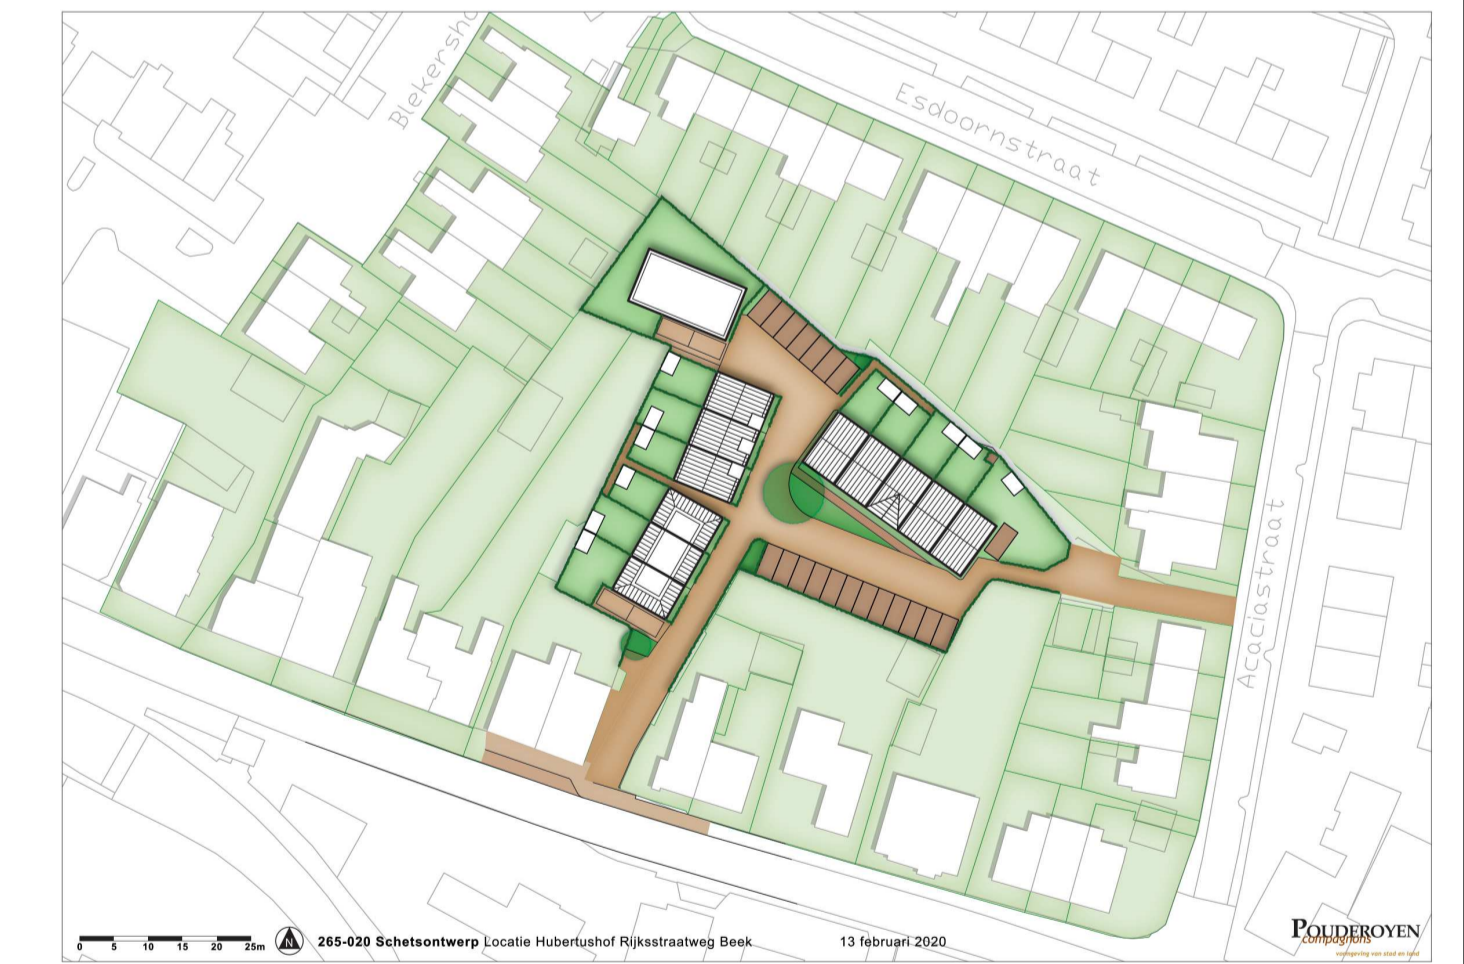 Blekersho
Esdoornstraat
Acaciastraat
0 5 10 15 20 25m
N
265-020 Schetsontwerp Locatie Hubertushof Rijksstraatweg Beek
13 februari 2020
POUDEROYEN
compagnons
vormgeving van stad en land